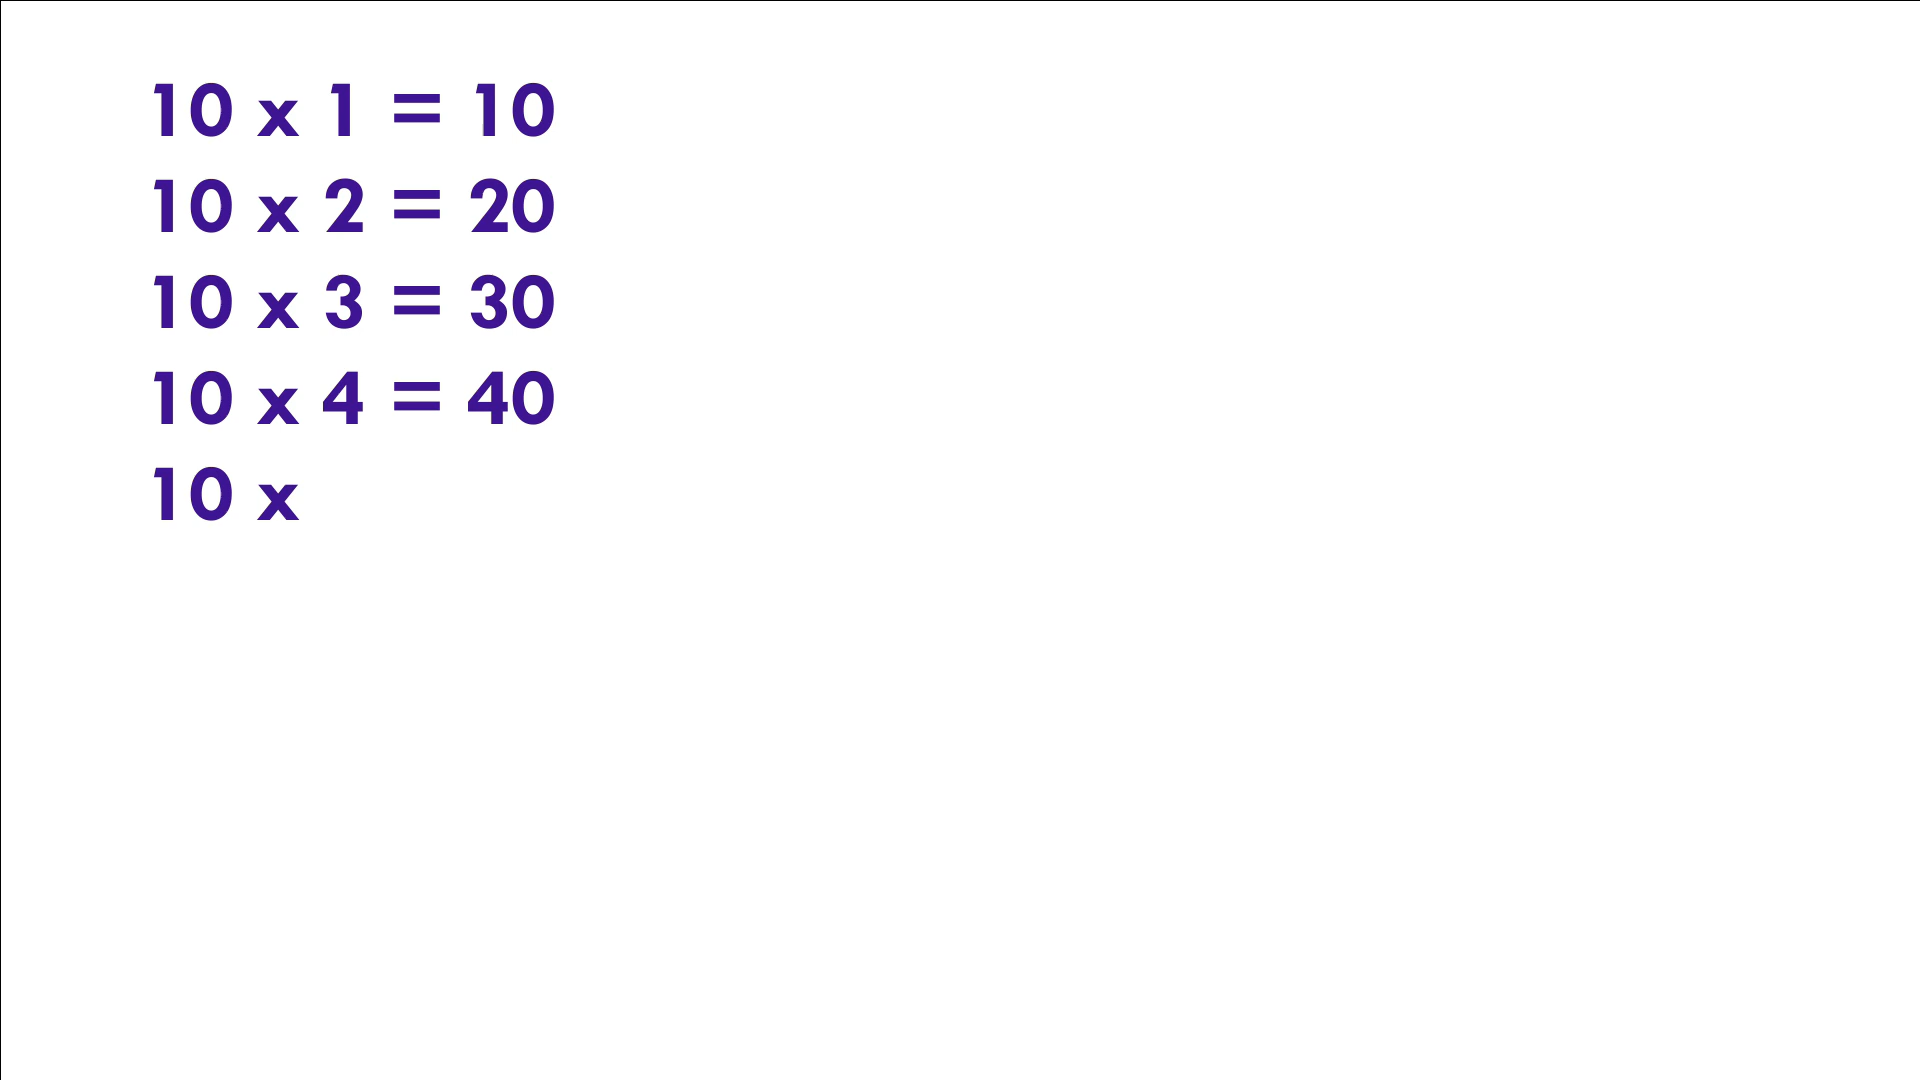 10 x 1 = 10
10 x 2 = 20
10 x 3 = 30
10 x 4 = 40
10 x